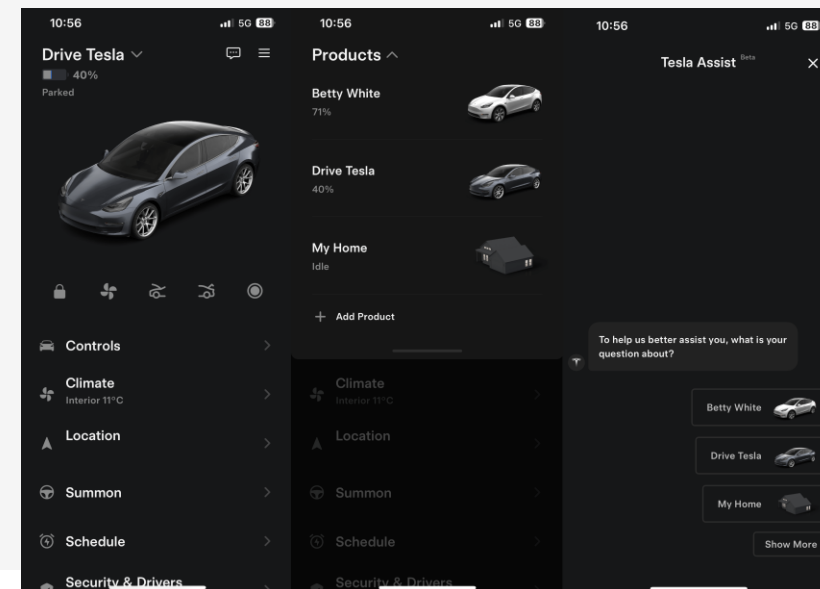 10:56
5G 88
Drive Tesla
40%
Parked
Controls
Climate
Interior 11°C
Location
Summon
Schedule
Security & Drivers
10:56
5G 88
Products
Betty White
71%
Drive Tesla
40%
My Home
Idle
+ Add Product
Climate
Interior 11°C
Location
Summon
Schedule
Security & Drivers
10:56
5G 88
Tesla Assist Beta
To help us better assist you, what is your
question about?
Betty White
Drive Tesla
My Home
Show More